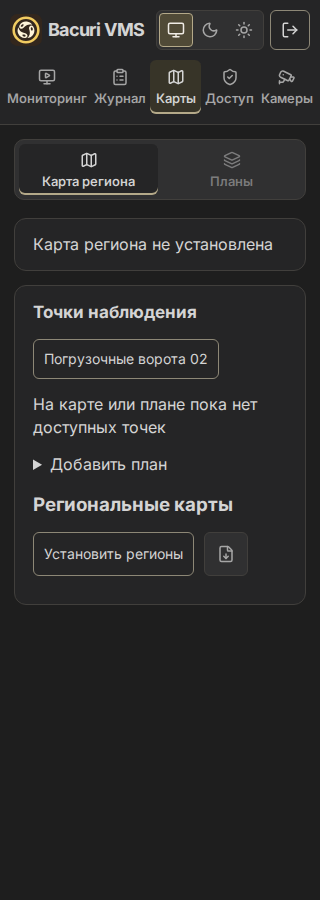 Bacuri VMS
Мониторинг Журнал Карты Доступ Камеры
Карта региона Планы
Карта региона не установлена
Точки наблюдения
Погрузочные ворота 02
На карте или плане пока нет
доступных точек
Добавить план
Региональные карты
Установить регионы